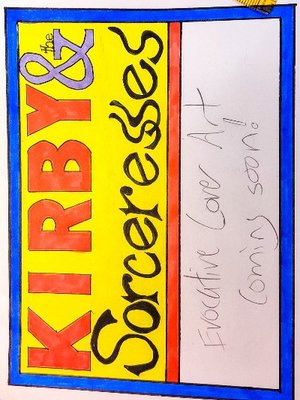 KIRBY & the
Sorceresses
Evocative Cover Art
Coming soon!